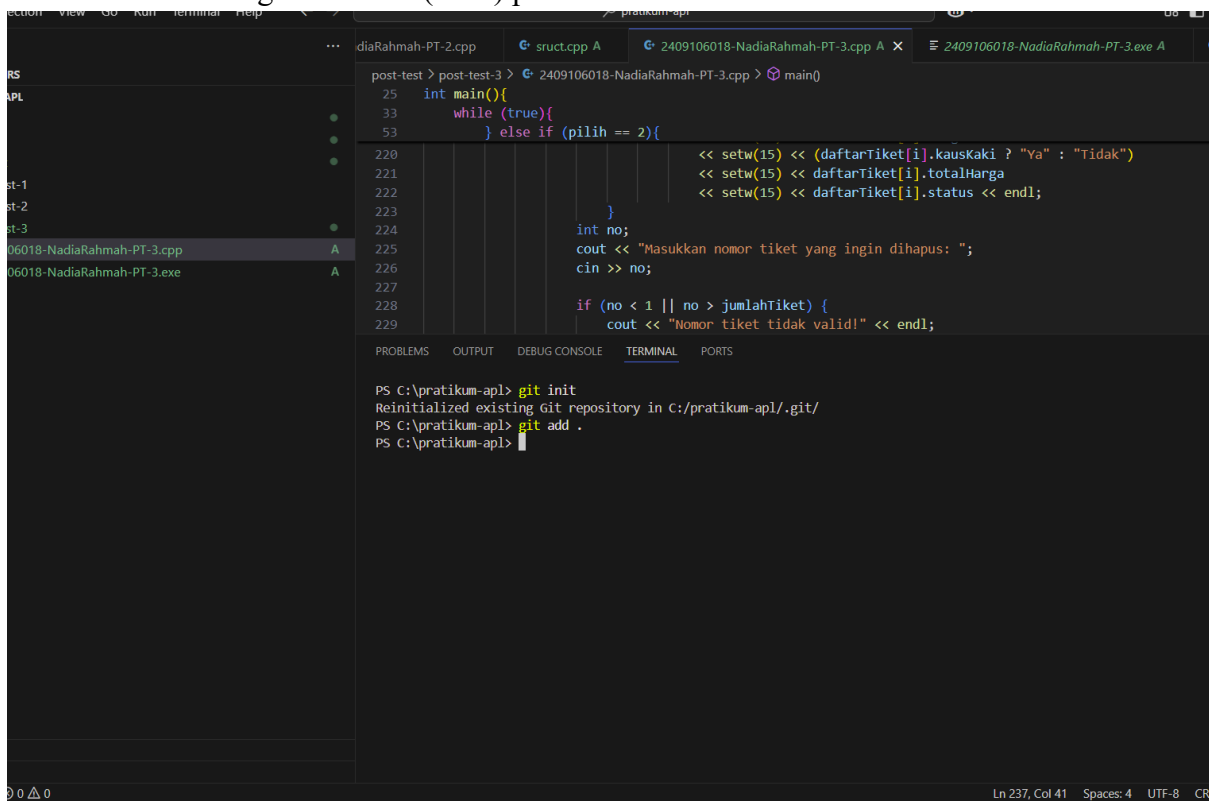 View Go Run Terminal Help
pratikum-apl
diaRahmah-PT-2.cpp
sruct.cpp A
2409106018-NadiaRahmah-PT-3.cpp A
2409106018-NadiaRahmah-PT-3.exe A
RS
post-test > post-test-3 > 2409106018-NadiaRahmah-PT-3.cpp > main()
APL
25 int main(){
33 while (true){
53 } else if (pilih == 2){
220 << setw(15) << (daftarTiket[i].kausKaki ? "Ya" : "Tidak")
221 << setw(15) << daftarTiket[i].totalHarga
222 << setw(15) << daftarTiket[i].status << endl;
223 }
224 int no;
225 cout << "Masukkan nomor tiket yang ingin dihapus: ";
226 cin >> no;
227
228 if (no < 1 || no > jumlahTiket) {
229 cout << "Nomor tiket tidak valid!" << endl;
st-1
st-2
st-3
06018-NadiaRahmah-PT-3.cpp A
06018-NadiaRahmah-PT-3.exe A
PROBLEMS OUTPUT DEBUG CONSOLE TERMINAL PORTS
PS C:\pratikum-apl> git init
Reinitialized existing Git repository in C:/pratikum-apl/.git/
PS C:\pratikum-apl> git add .
PS C:\pratikum-apl>
0 0
Ln 237, Col 41 Spaces: 4 UTF-8 CR